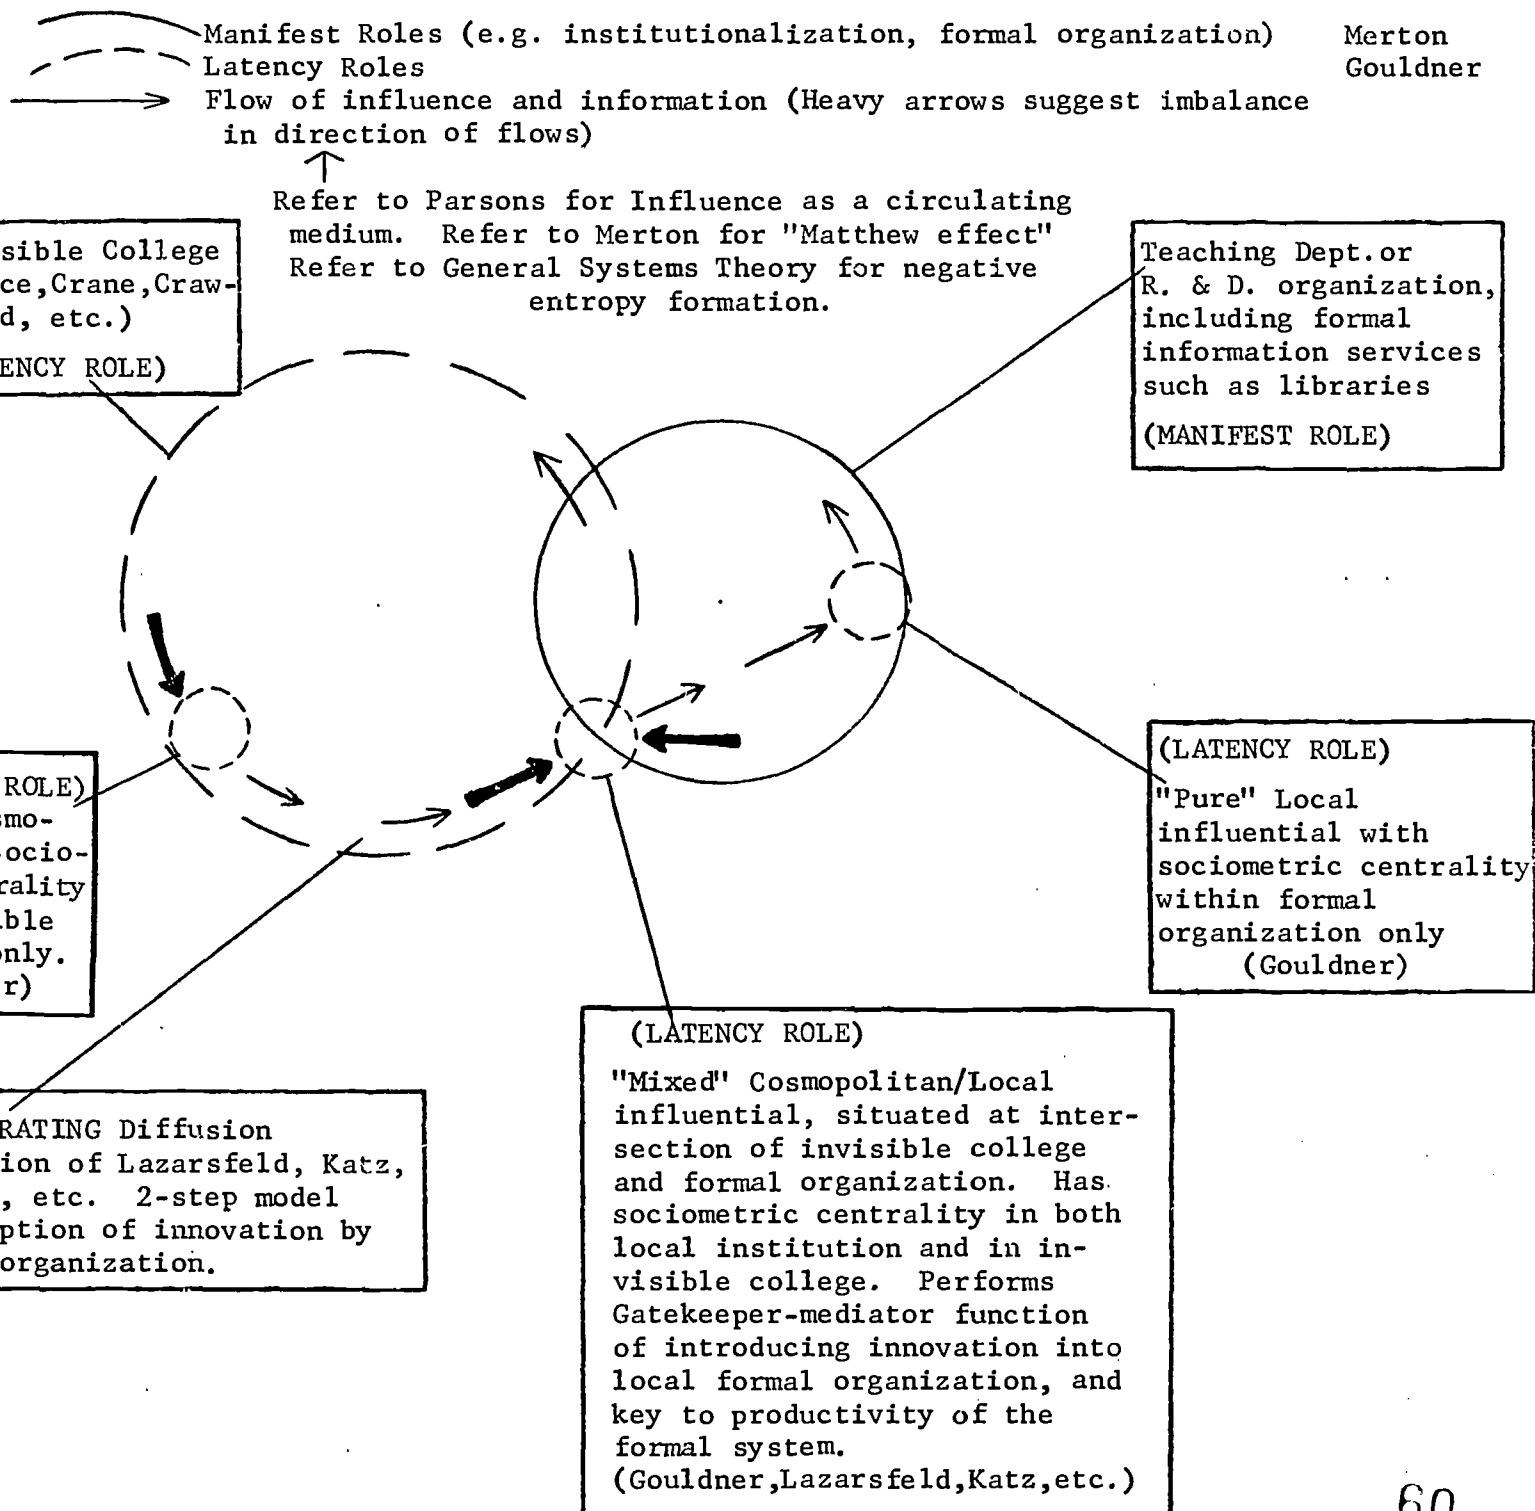 Manifest Roles (e.g. institutionalization, formal organization) Merton
Latency Roles Gouldner
Flow of influence and information (Heavy arrows suggest imbalance
in direction of flows)
Refer to Parsons for Influence as a circulating
medium. Refer to Merton for "Matthew effect"
Refer to General Systems Theory for negative
entropy formation.
sible College
ce,Crane,Craw-
d, etc.)
ENCY ROLE)
Teaching Dept.or
R. & D. organization,
including formal
information services
such as libraries
(MANIFEST ROLE)
ROLE)
smo-
socio-
rality
ible
only.
r)
(LATENCY ROLE)
"Pure" Local
influential with
sociometric centrality
within formal
organization only
(Gouldner)
RATING Diffusion
ion of Lazarsfeld, Katz,
, etc. 2-step model
ption of innovation by
organization.
(LATENCY ROLE)
"Mixed" Cosmopolitan/Local
influential, situated at inter-
section of invisible college
and formal organization. Has
sociometric centrality in both
local institution and in in-
visible college. Performs
Gatekeeper-mediator function
of introducing innovation into
local formal organization, and
key to productivity of the
formal system.
(Gouldner,Lazarsfeld,Katz,etc.)
60